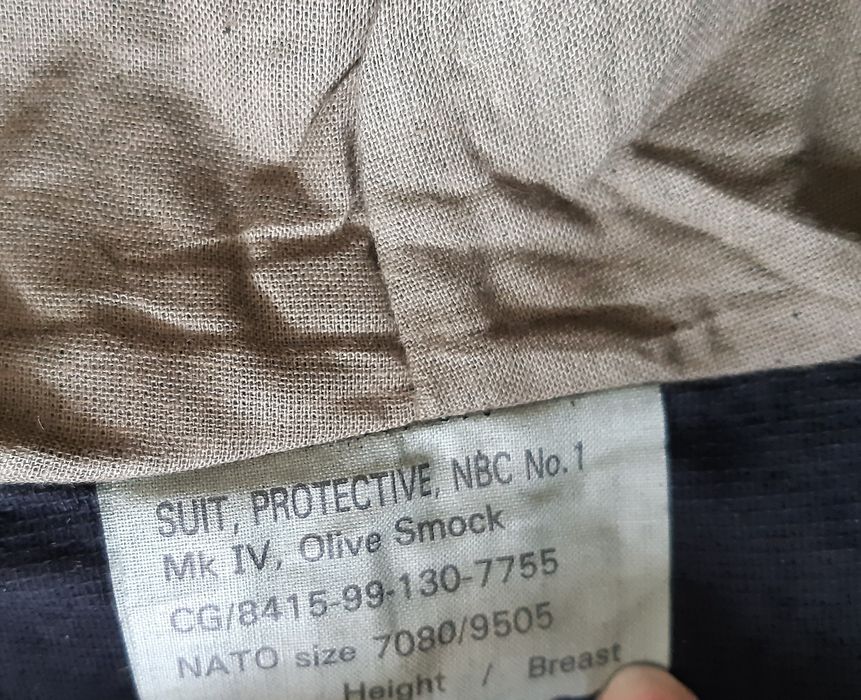 SUIT, PROTECTIVE, NBC No.1
Mk IV, Olive Smock
CG/8415-99-130-7755
NATO size 7080/9505
Height / Breast